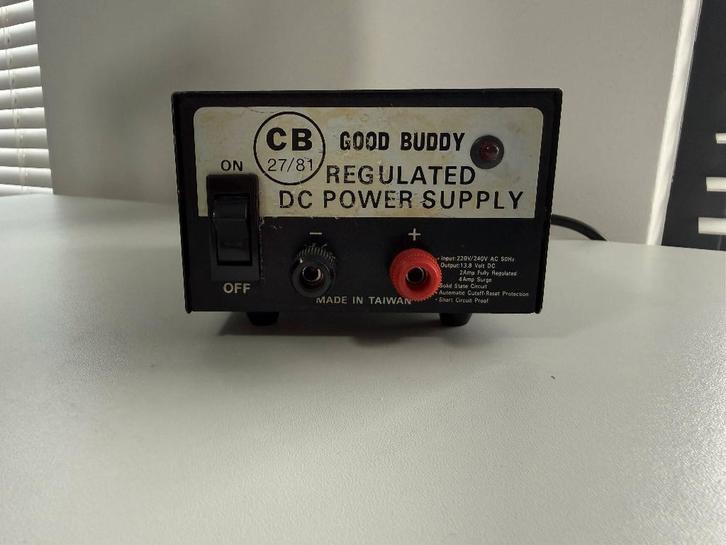 CB
27/81
GOOD BUDDY
REGULATED
DC POWER SUPPLY
ON
OFF
- +
MADE IN TAIWAN
• Input: 220V/240V AC 50Hz
• Output: 13.8 Volt DC
2Amp Fully Regulated
4Amp Surge
• Solid State Circuit
• Automatic Cutoff-Reset Protection
• Short Circuit Proof